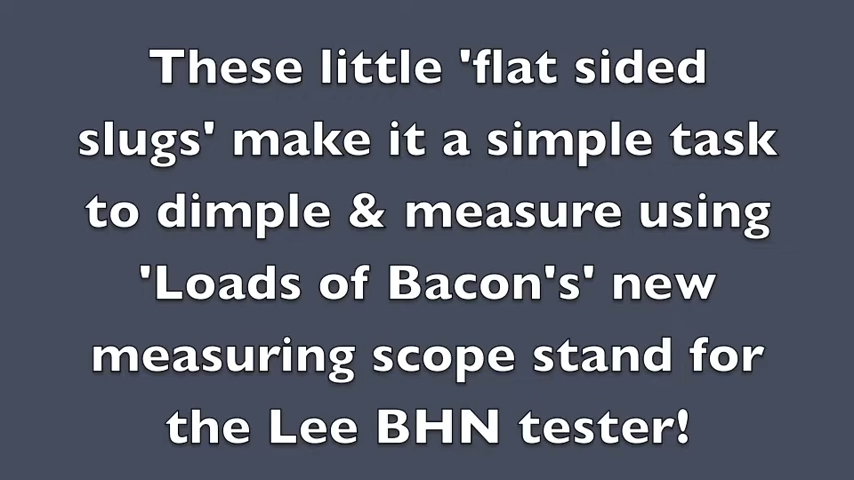 These little 'flat sided
slugs' make it a simple task
to dimple & measure using
'Loads of Bacon's' new
measuring scope stand for
the Lee BHN tester!